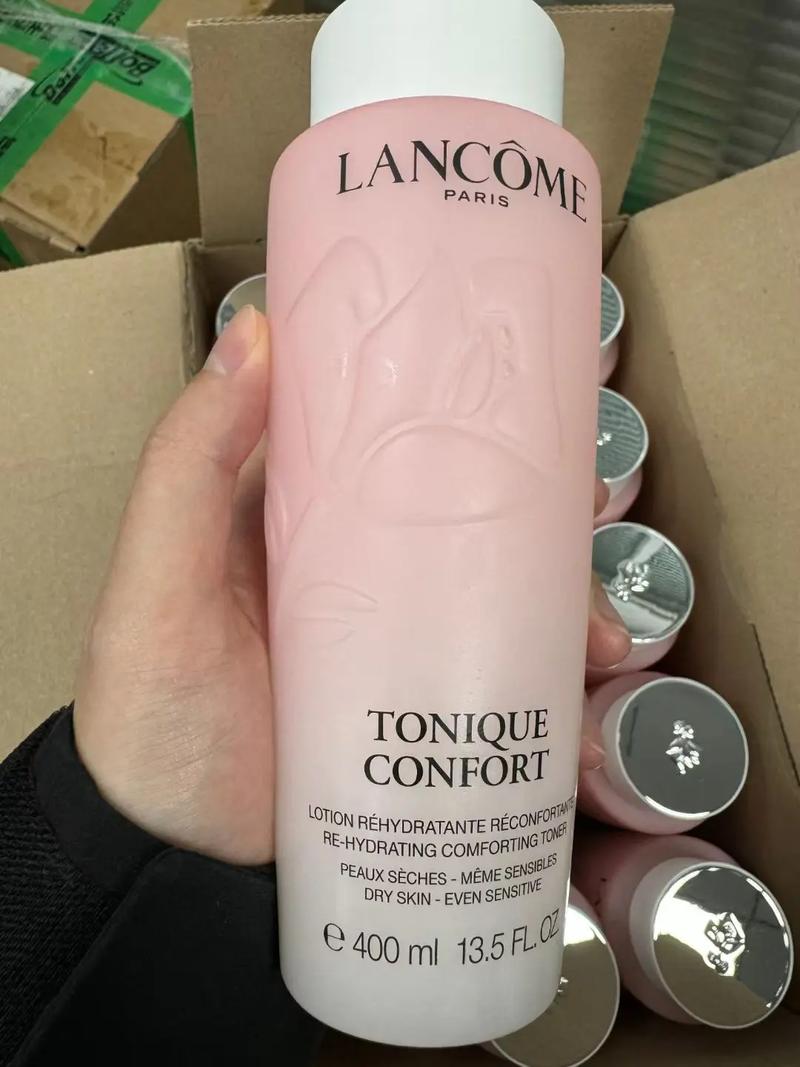 LANCÔME
PARIS
TONIQUE
CONFORT
LOTION RÉHYDRATANTE RÉCONFORTANTE
RE-HYDRATING COMFORTING TONER
PEAUX SÈCHES - MÊME SENSIBLES
DRY SKIN - EVEN SENSITIVE
e 400 ml 13.5 FL. OZ